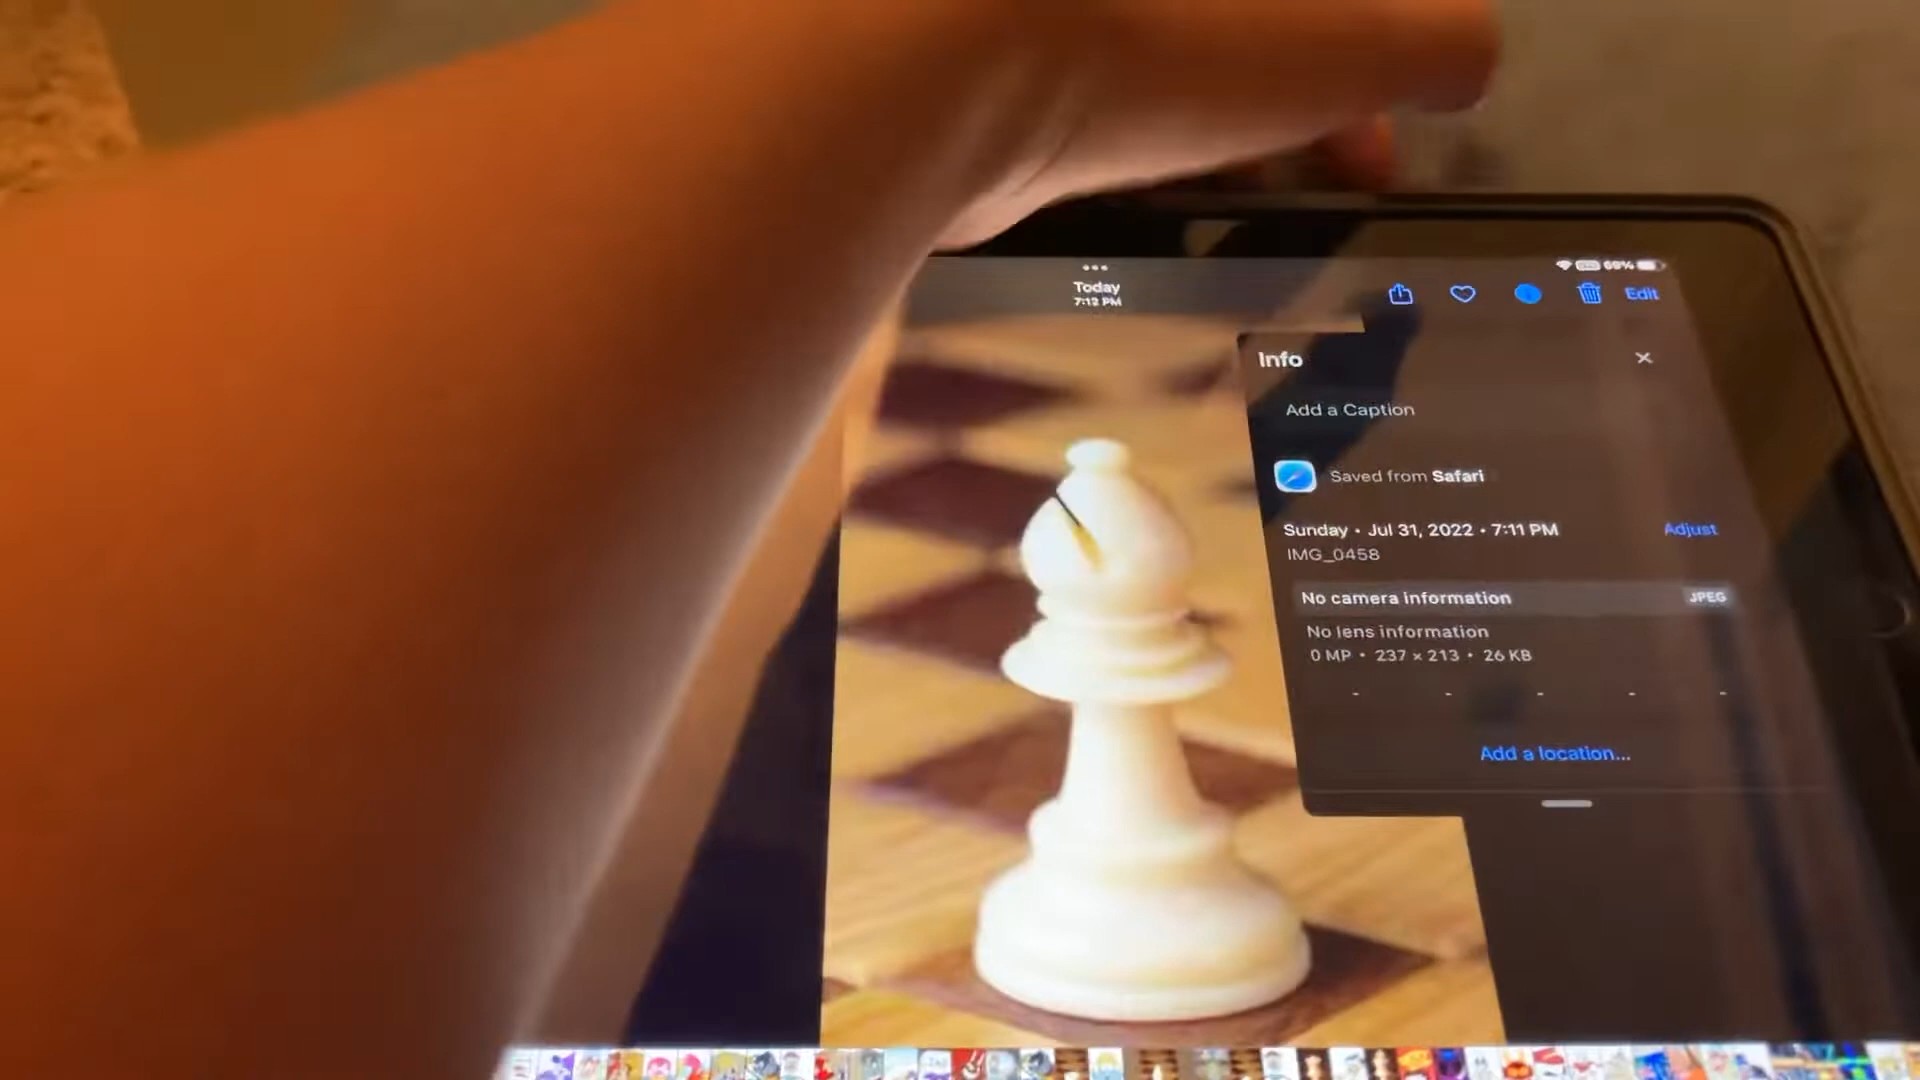 Today
7:12 PM
69%
Edit
Info
Add a Caption
Saved from Safari
Sunday • Jul 31, 2022 • 7:11 PM
Adjust
IMG_0458
No camera information
JPEG
No lens information
0 MP • 237 × 213 • 26 KB
- - - - -
Add a location...